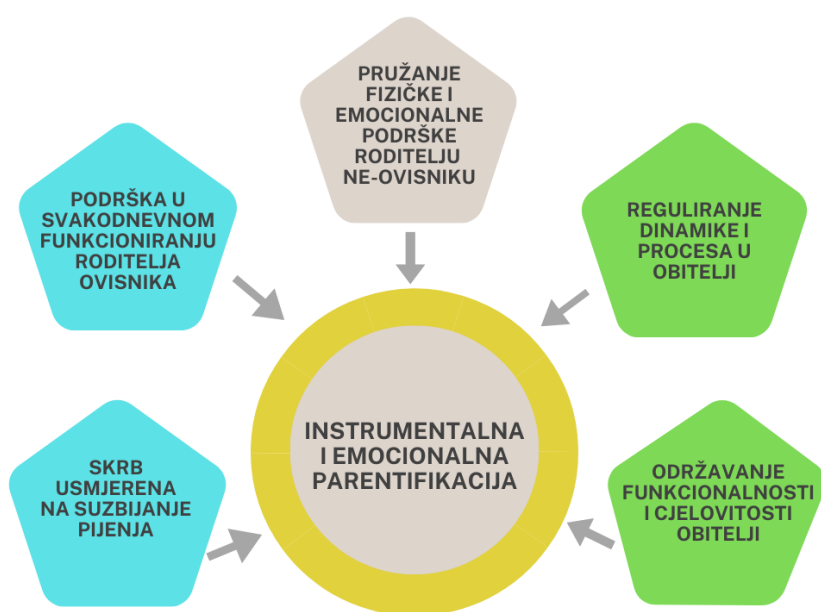 PRUŽANJE
FIZIČKE I
EMOCIONALNE
PODRŠKE
RODITELJU
NE-OVISNIKU
PODRŠKA U
SVAKODNEVNOM
FUNKCIONIRANJU
RODITELJA
OVISNIKA
REGULIRANJE
DINAMIKE I
PROCESA U
OBITELJI
INSTRUMENTALNA
I EMOCIONALNA
PARENTIFIKACIJA
SKRB
USMJERENA
NA SUZBIJANJE
PIJENJA
ODRŽAVANJE
FUNKCIONALNOSTI
I CJELOVITOSTI
OBITELJI